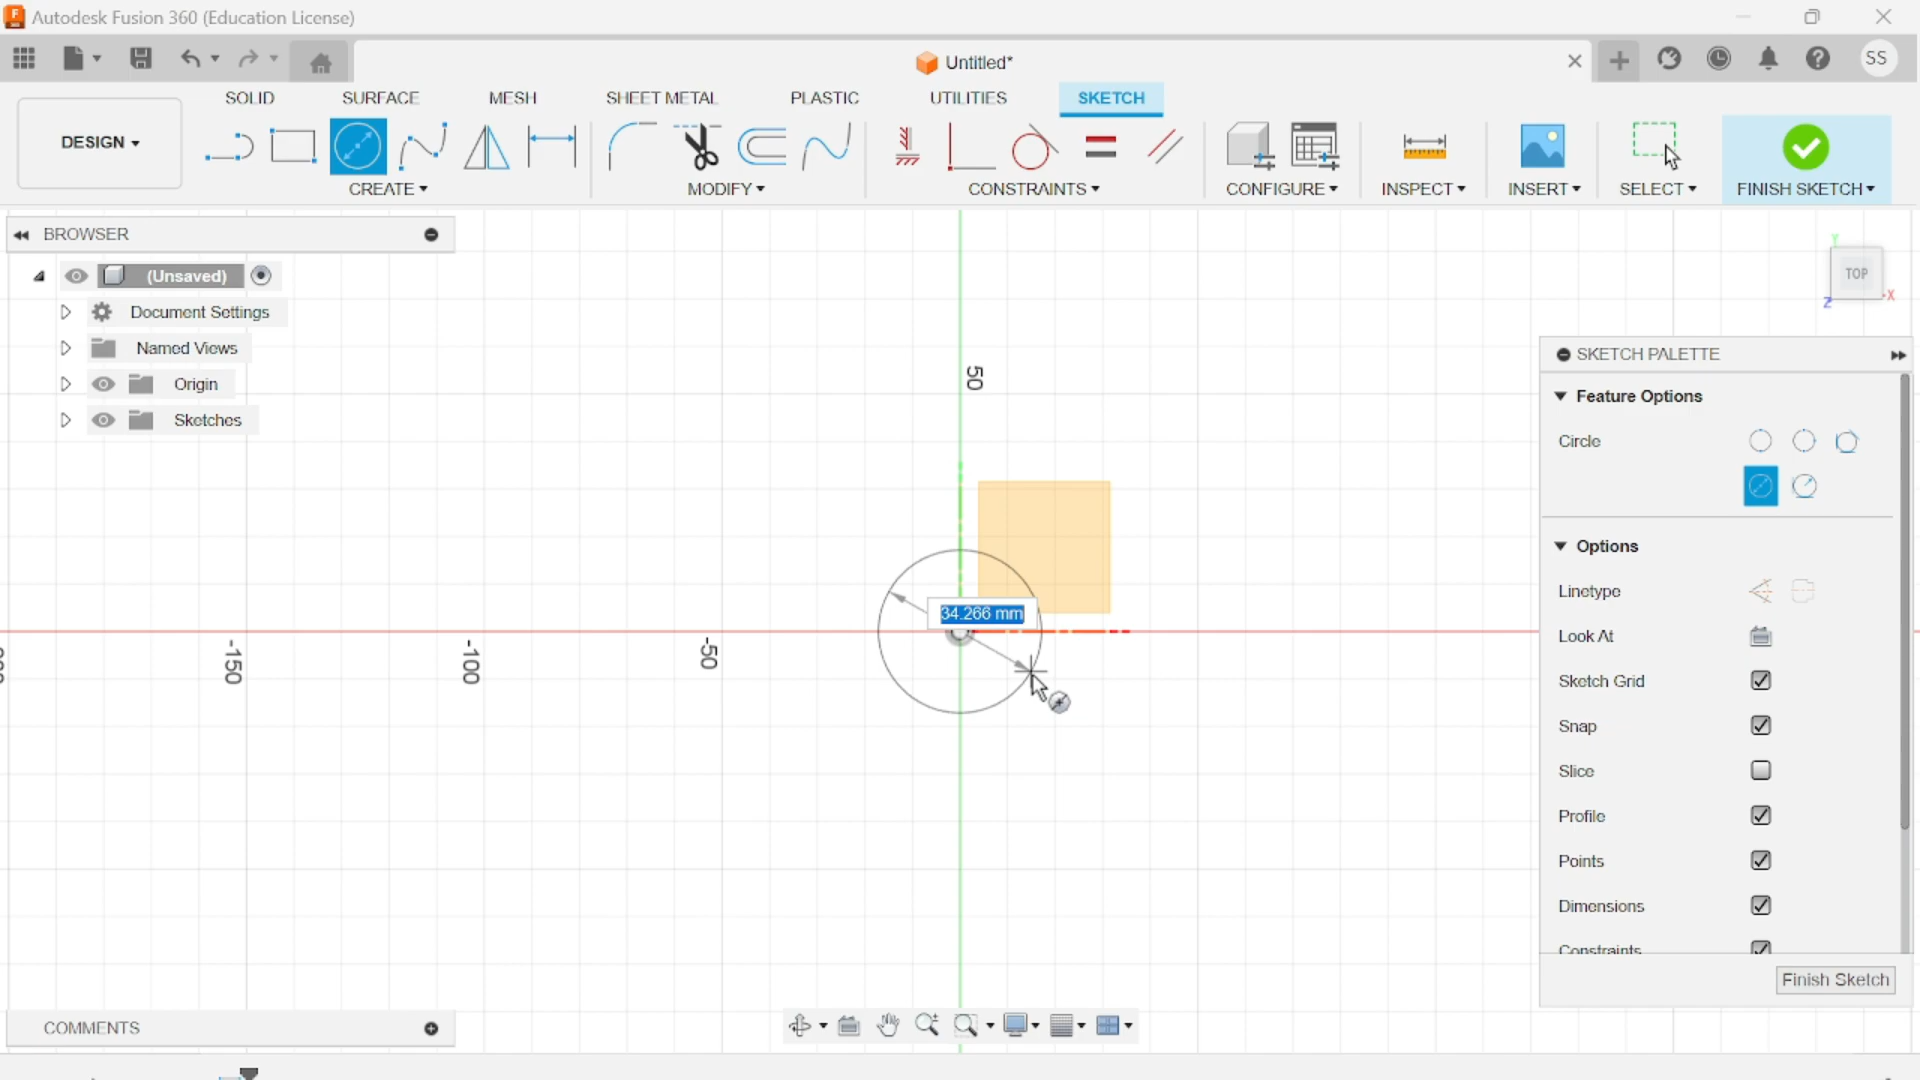 Autodesk Fusion 360 (Education License)
Untitled*
SS
SOLID
SURFACE
MESH
SHEET METAL
PLASTIC
UTILITIES
SKETCH
DESIGN
CREATE
MODIFY
CONSTRAINTS
CONFIGURE
INSPECT
INSERT
SELECT
FINISH SKETCH
BROWSER
(Unsaved)
Document Settings
Named Views
Origin
Sketches
TOP
Y
X
Z
50
-150
-100
-50
34.266 mm
SKETCH PALETTE
Feature Options
Circle
Options
Linetype
Look At
Sketch Grid
Snap
Slice
Profile
Points
Dimensions
Constraints
Finish Sketch
COMMENTS